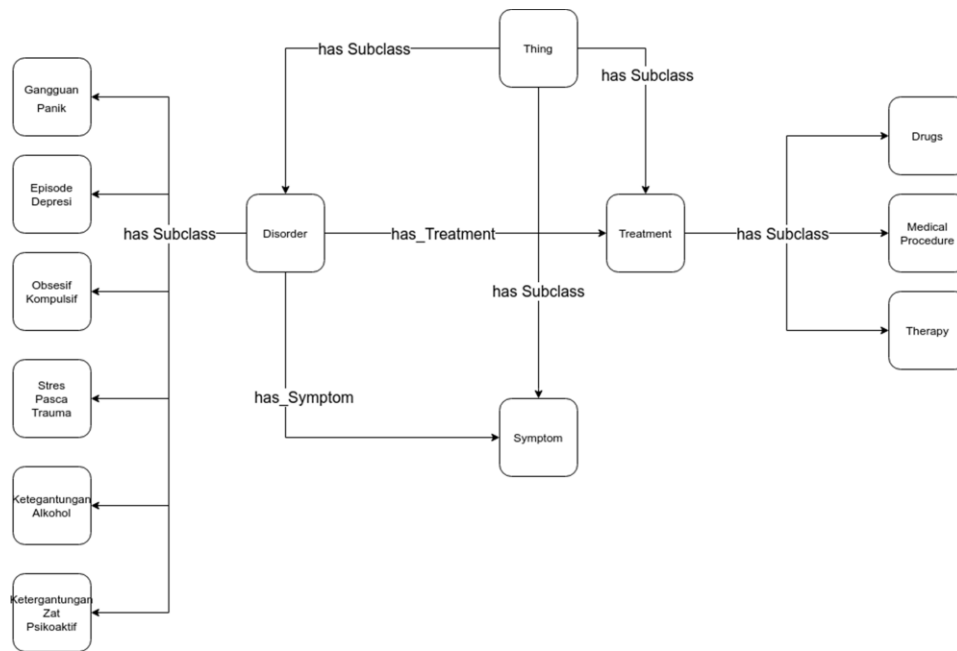 Thing
has Subclass
has Subclass
Gangguan
Panik
Drugs
Episode
Depresi
has Subclass
Disorder
has_Treatment
Treatment
has Subclass
Medical
Procedure
Obsesif
Kompulsif
has Subclass
Therapy
Stres
Pasca
Trauma
has_Symptom
Symptom
Ketegantungan
Alkohol
Ketergantungan
Zat
Psikoaktif